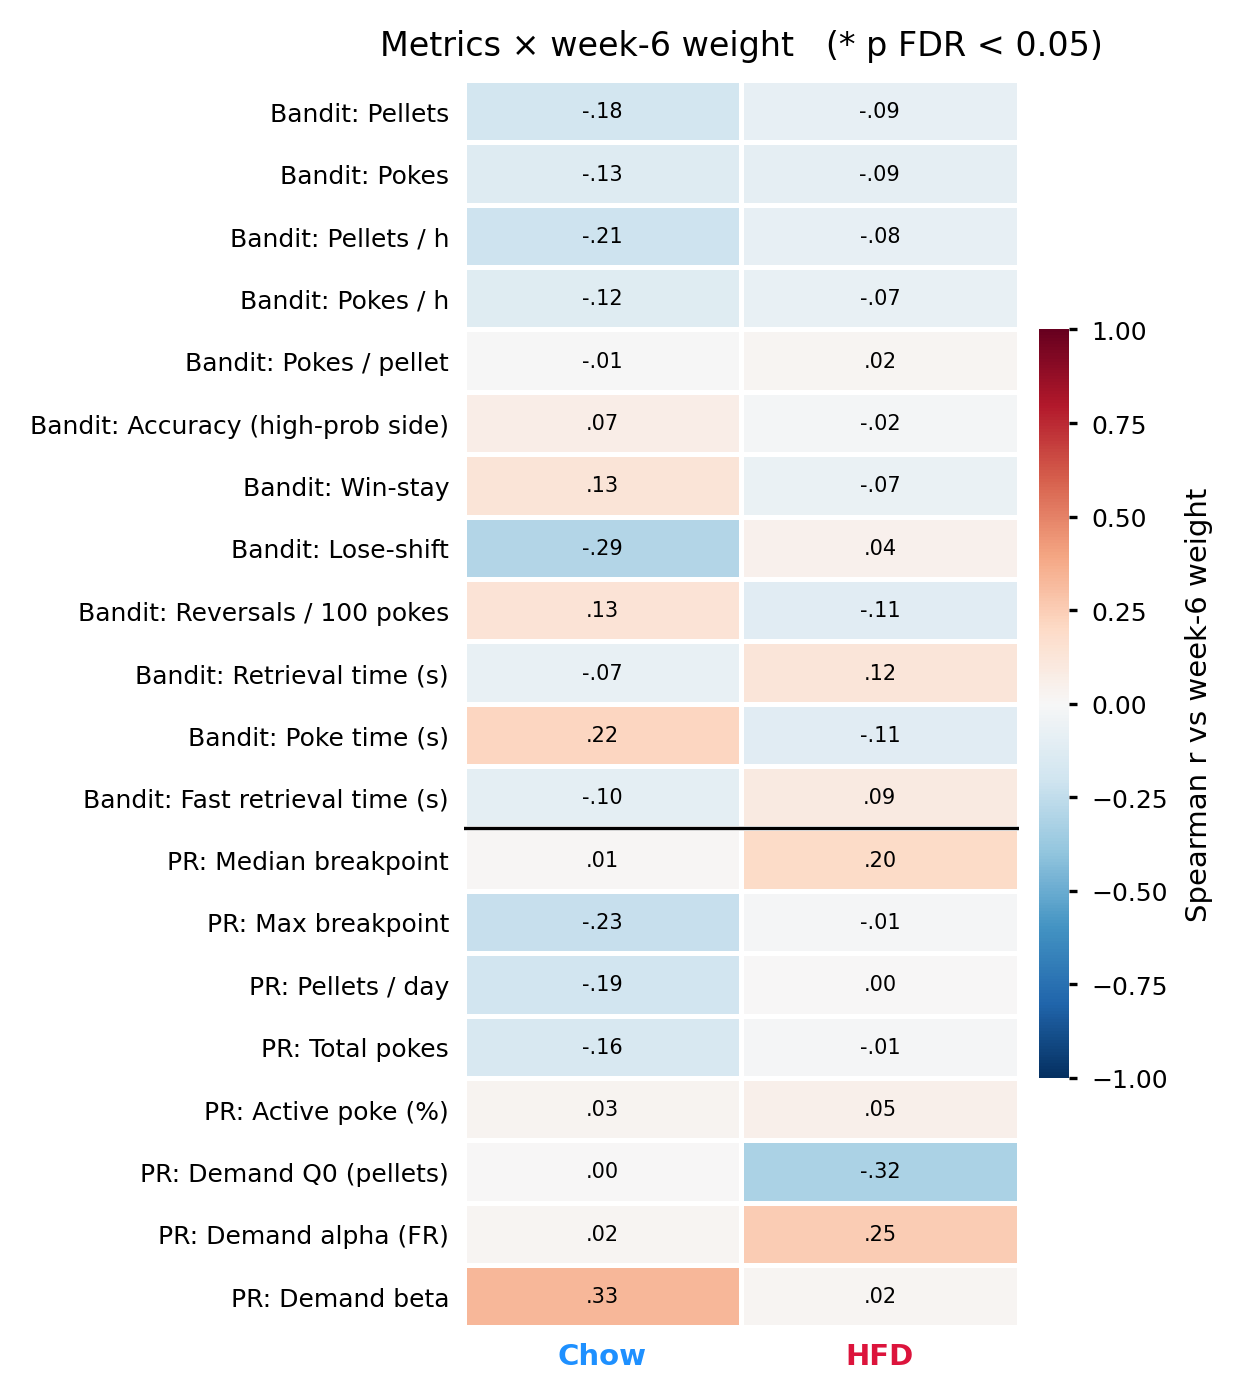 Metrics × week-6 weight   (* p FDR < 0.05)
Bandit: Pellets -.18 -.09
Bandit: Pokes -.13 -.09
Bandit: Pellets / h -.21 -.08
Bandit: Pokes / h -.12 -.07
Bandit: Pokes / pellet -.01 .02
Bandit: Accuracy (high-prob side) .07 -.02
Bandit: Win-stay .13 -.07
Bandit: Lose-shift -.29 .04
Bandit: Reversals / 100 pokes .13 -.11
Bandit: Retrieval time (s) -.07 .12
Bandit: Poke time (s) .22 -.11
Bandit: Fast retrieval time (s) -.10 .09
PR: Median breakpoint .01 .20
PR: Max breakpoint -.23 -.01
PR: Pellets / day -.19 .00
PR: Total pokes -.16 -.01
PR: Active poke (%) .03 .05
PR: Demand Q0 (pellets) .00 -.32
PR: Demand alpha (FR) .02 .25
PR: Demand beta .33 .02
Chow HFD
1.00
0.75
0.50
0.25
0.00
−0.25
−0.50
−0.75
−1.00
Spearman r vs week-6 weight